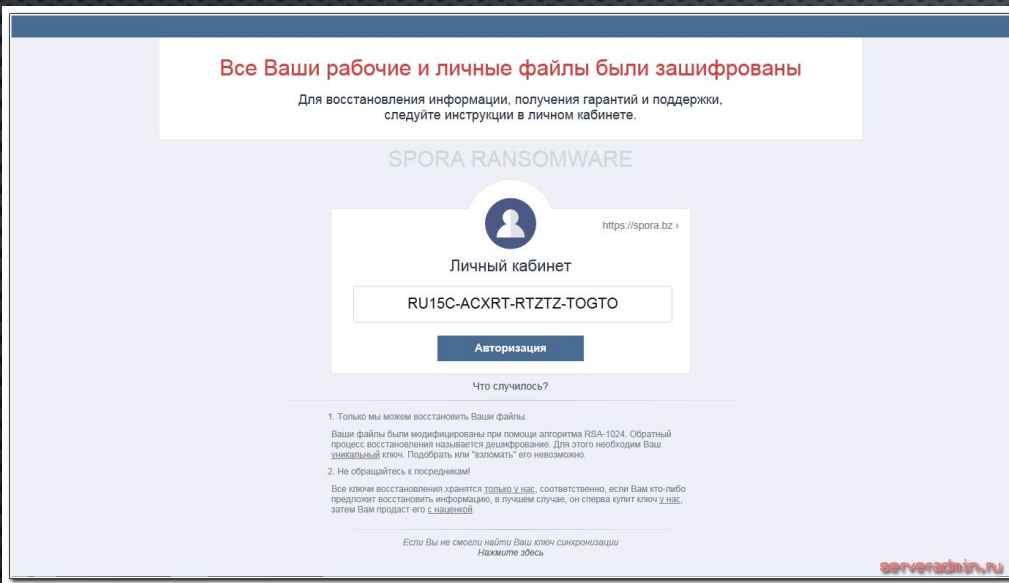 Все Ваши рабочие и личные файлы были зашифрованы
Для восстановления информации, получения гарантий и поддержки,
следуйте инструкции в личном кабинете.
SPORA RANSOMWARE
https://spora.bz ›
Личный кабинет
RU15C-ACXRT-RTZTZ-TOGTO
Авторизация
Что случилось?
1. Только мы можем восстановить Ваши файлы.
Ваши файлы были модифицированы при помощи алгоритма RSA-1024. Обратный
процесс восстановления называется дешифрование. Для этого необходим Ваш
уникальный ключ. Подобрать или "взломать" его невозможно.
2. Не обращайтесь к посредникам!
Все ключи восстановления хранятся только у нас, соответственно, если Вам кто-либо
предложит восстановить информацию, в лучшем случае, он сперва купит ключ у нас,
затем Вам продаст его с наценкой.
Если Вы не смогли найти Ваш ключ синхронизации
Нажмите здесь
serveradmin.ru